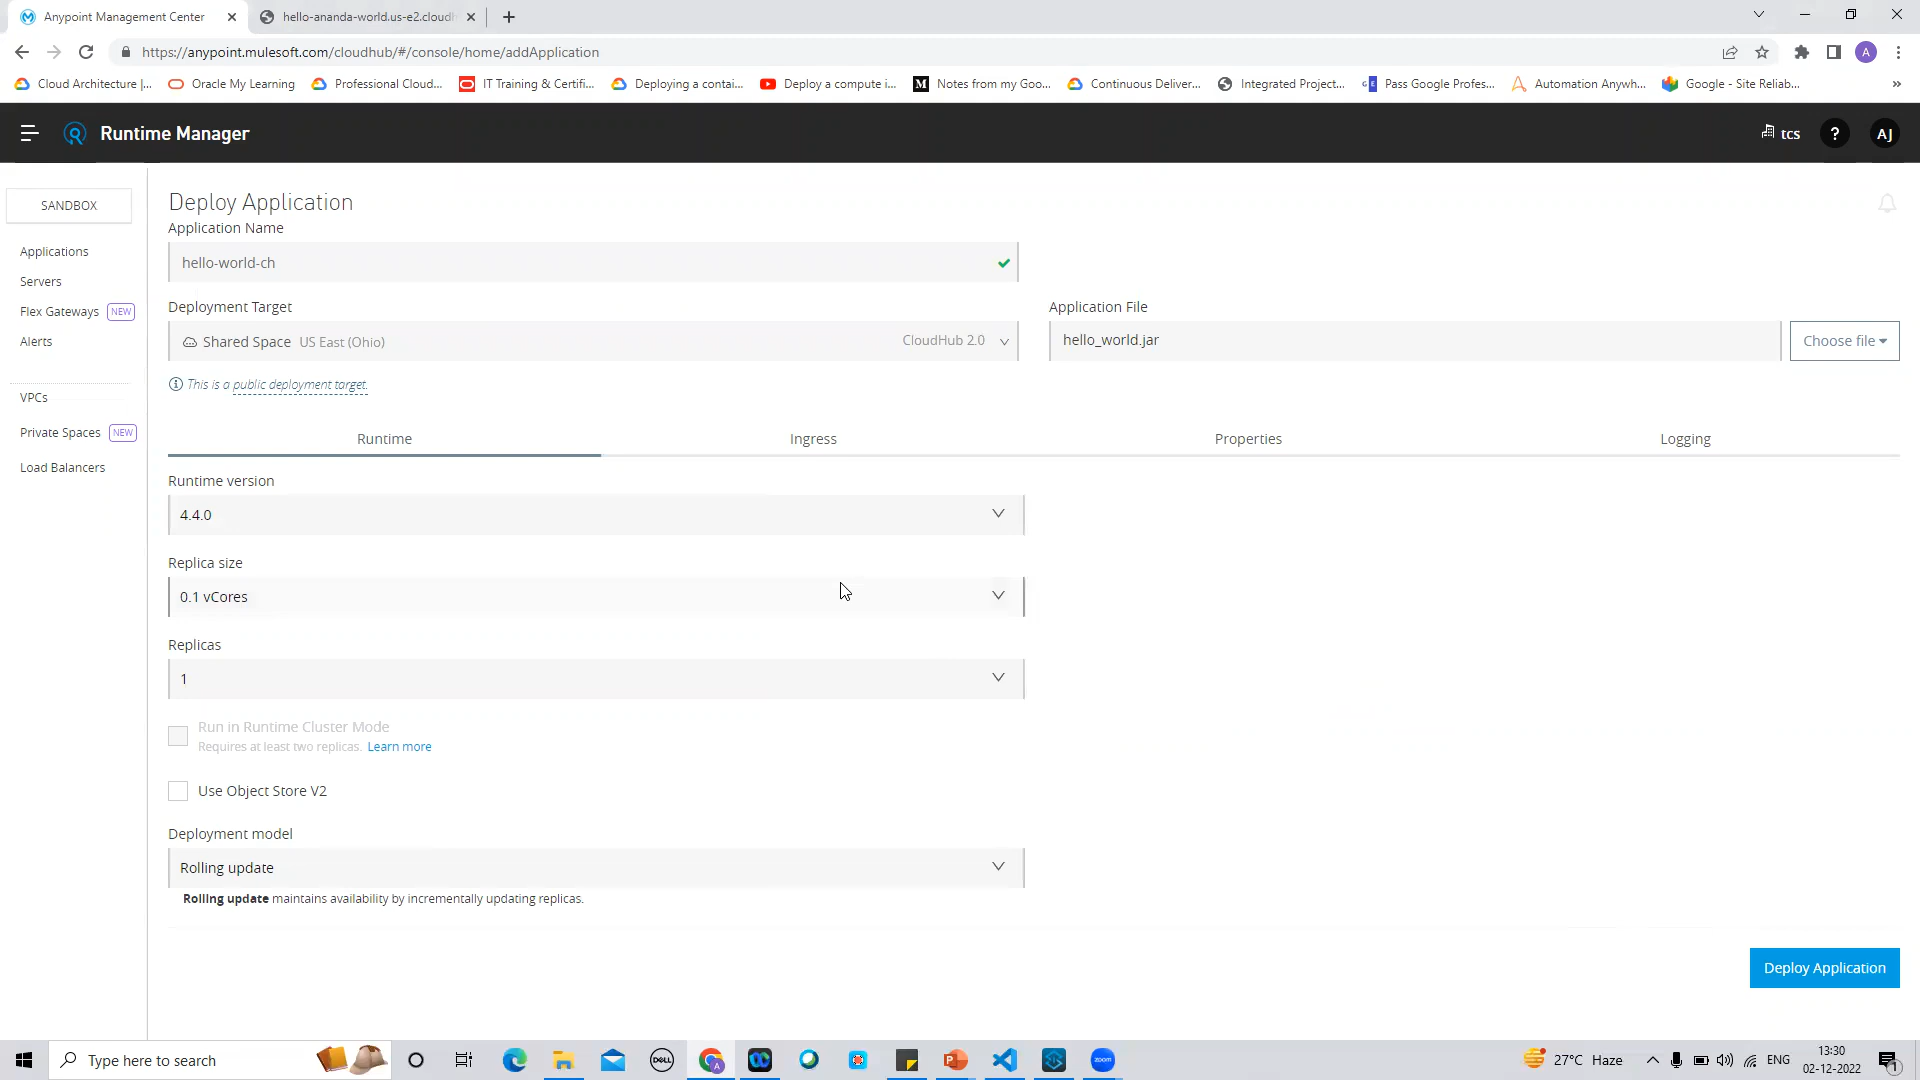 Anypoint Management Center
hello-ananda-world.us-e2.cloudh
https://anypoint.mulesoft.com/cloudhub/#/console/home/addApplication
A
Cloud Architecture |...
Oracle My Learning
Professional Cloud...
IT Training & Certifi...
Deploying a contai...
Deploy a compute i...
Notes from my Goo...
Continuous Deliver...
Integrated Project...
Pass Google Profes...
Automation Anywh...
Google - Site Reliab...
»
Runtime Manager
tcs
?
AJ
SANDBOX
Applications
Servers
Flex Gateways NEW
Alerts
VPCs
Private Spaces NEW
Load Balancers
Deploy Application
Application Name
hello-world-ch
Deployment Target
Shared Space US East (Ohio) CloudHub 2.0
This is a public deployment target.
Application File
hello_world.jar
Choose file
Runtime
Ingress
Properties
Logging
Runtime version
4.4.0
Replica size
0.1 vCores
Replicas
1
Run in Runtime Cluster Mode
Requires at least two replicas. Learn more
Use Object Store V2
Deployment model
Rolling update
Rolling update maintains availability by incrementally updating replicas.
Deploy Application
Type here to search
DELL
zoom
27°C Haze
ENG
13:30
02-12-2022
1